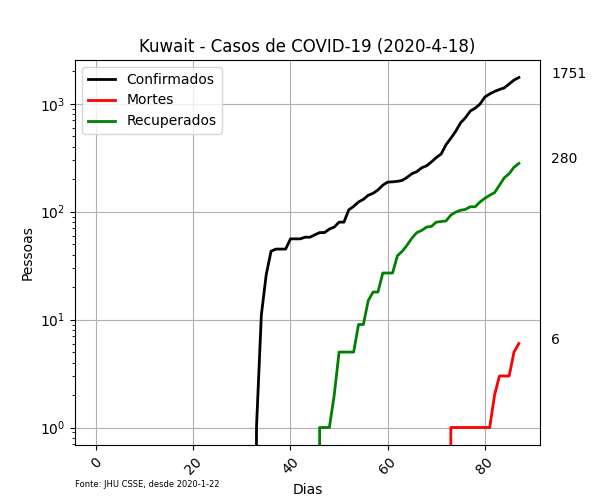 Kuwait - Casos de COVID-19 (2020-4-18)
Confirmados
Mortes
Recuperados
1751
280
6
Pessoas
10³
10²
10¹
10⁰
0 20 40 60 80
Dias
Fonte: JHU CSSE, desde 2020-1-22